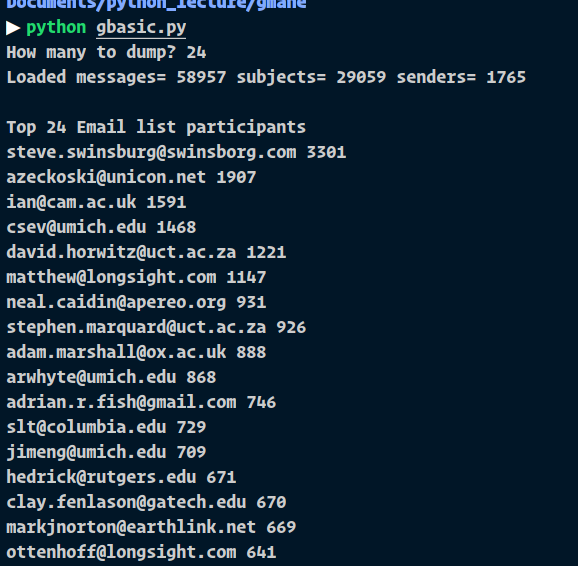 Documents/python_lecture/gmane
▶ python gbasic.py
How many to dump? 24
Loaded messages= 58957 subjects= 29059 senders= 1765
Top 24 Email list participants
steve.swinsburg@swinsborg.com 3301
azeckoski@unicon.net 1907
ian@cam.ac.uk 1591
csev@umich.edu 1468
david.horwitz@uct.ac.za 1221
matthew@longsight.com 1147
neal.caidin@apereo.org 931
stephen.marquard@uct.ac.za 926
adam.marshall@ox.ac.uk 888
arwhyte@umich.edu 868
adrian.r.fish@gmail.com 746
slt@columbia.edu 729
jimeng@umich.edu 709
hedrick@rutgers.edu 671
clay.fenlason@gatech.edu 670
markjnorton@earthlink.net 669
ottenhoff@longsight.com 641